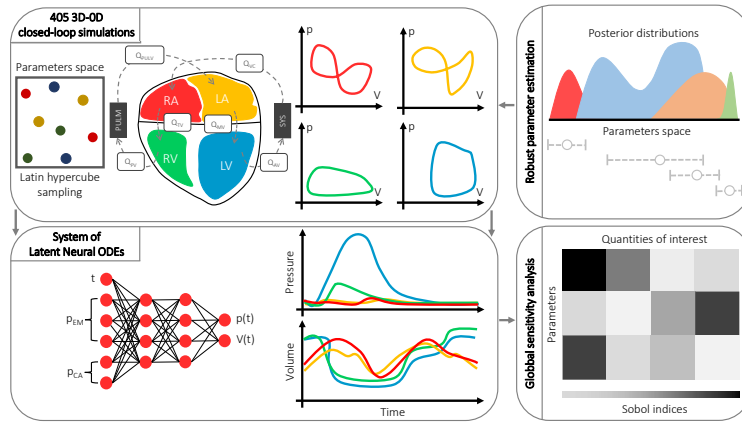 405 3D-0D
closed-loop simulations
Parameters space
Latin hypercube
sampling
Q_PULV
Q_VC
PULM
SYS
RA
LA
RV
LV
Q_TV
Q_MV
Q_PV
Q_AV
p
V
p
V
p
V
p
V
Robust parameter estimation
Posterior distributions
Parameters space
System of
Latent Neural ODEs
t
p_EM
p_CA
p(t)
V(t)
Pressure
Volume
Time
Globbal sensitivity analysis
Quantities of interest
Parameters
Sobol indices